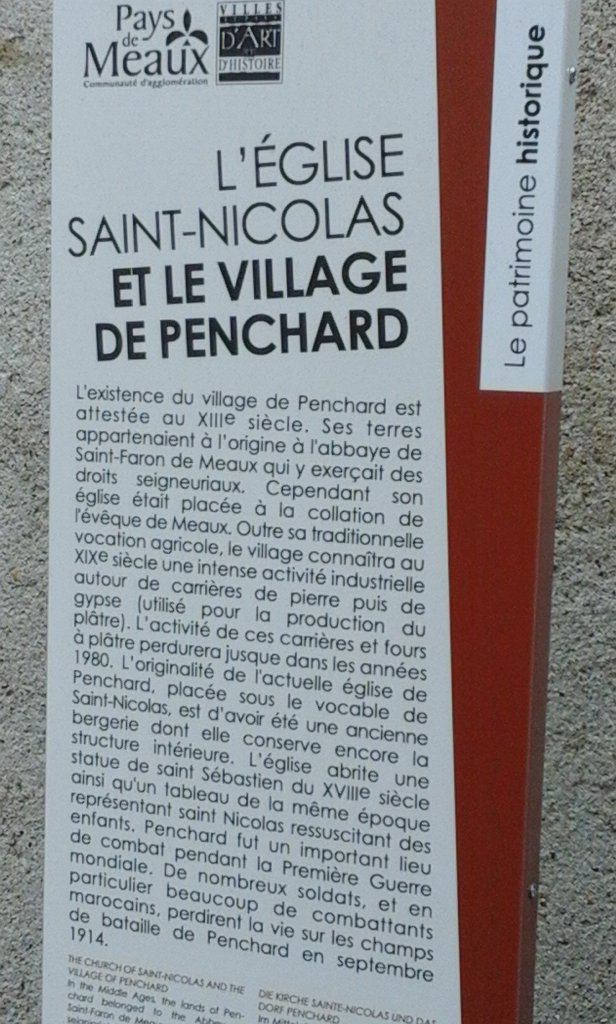 Pays
de
Meaux
Communauté d'agglomération
VILLES
ET PAYS
D'ART
ET
D'HISTOIRE
Le patrimoine historique
L'ÉGLISE
SAINT-NICOLAS
ET LE VILLAGE
DE PENCHARD
L'existence du village de Penchard est
attestée au XIIIe siècle. Ses terres
appartenaient à l'origine à l'abbaye de
Saint-Faron de Meaux qui y exerçait des
droits seigneuriaux. Cependant son
église était placée à la collation de
l'évêque de Meaux. Outre sa traditionnelle
vocation agricole, le village connaîtra au
XIXe siècle une intense activité industrielle
autour de carrières de pierre puis de
gypse (utilisé pour la production du
plâtre). L'activité de ces carrières et fours
à plâtre perdurera jusque dans les années
1980. L'originalité de l'actuelle église de
Penchard, placée sous le vocable de
Saint-Nicolas, est d'avoir été une ancienne
bergerie dont elle conserve encore la
structure intérieure. L'église abrite une
statue de saint Sébastien du XVIIIe siècle
ainsi qu'un tableau de la même époque
représentant saint Nicolas ressuscitant des
enfants. Penchard fut un important lieu
de combat pendant la Première Guerre
mondiale. De nombreux soldats, et en
particulier beaucoup de combattants
marocains, perdirent la vie sur les champs
de bataille de Penchard en septembre
1914.
THE CHURCH OF SAINT-NICOLAS AND THE
VILLAGE OF PENCHARD
In the Middle Ages, the lands of Pen-
chard belonged to the Abbe
Saint-Faron de Meau
DIE KIRCHE SAINTE-NICOLAS UND DAS
DORF PENCHARD